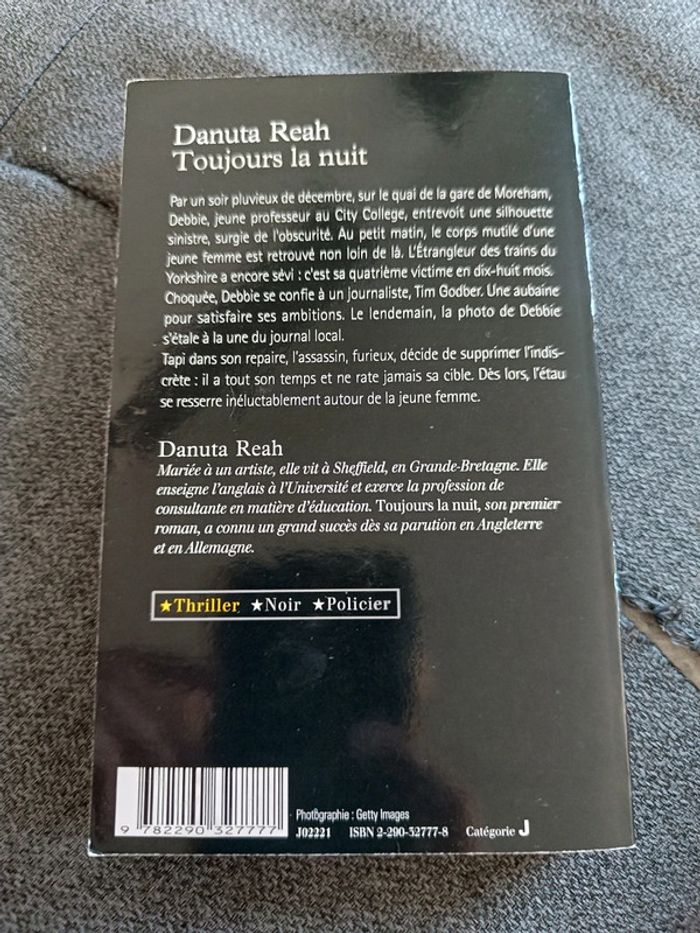 Danuta Reah
Toujours la nuit
Par un soir pluvieux de décembre, sur le quai de la gare de Moreham,
Debbie, jeune professeur au City College, entrevoit une silhouette
sinistre, surgie de l'obscurité. Au petit matin, le corps mutilé d'une
jeune femme est retrouvé non loin de là. L'Étrangleur des trains du
Yorkshire a encore sévi : c'est sa quatrième victime en dix-huit mois.
Choquée, Debbie se confie à un journaliste, Tim Godber. Une aubaine
pour satisfaire ses ambitions. Le lendemain, la photo de Debbie
s'étale à la une du journal local.
Tapi dans son repaire, l'assassin, furieux, décide de supprimer l'indis-
crète : il a tout son temps et ne rate jamais sa cible. Dès lors, l'étau
se resserre inéluctablement autour de la jeune femme.
Danuta Reah
Mariée à un artiste, elle vit à Sheffield, en Grande-Bretagne. Elle
enseigne l'anglais à l'Université et exerce la profession de
consultante en matière d'éducation. Toujours la nuit, son premier
roman, a connu un grand succès dès sa parution en Angleterre
et en Allemagne.
★Thriller ★Noir ★Policier
Photographie : Getty Images
9 782290 327777 J02221 ISBN 2-290-32777-8 Catégorie J